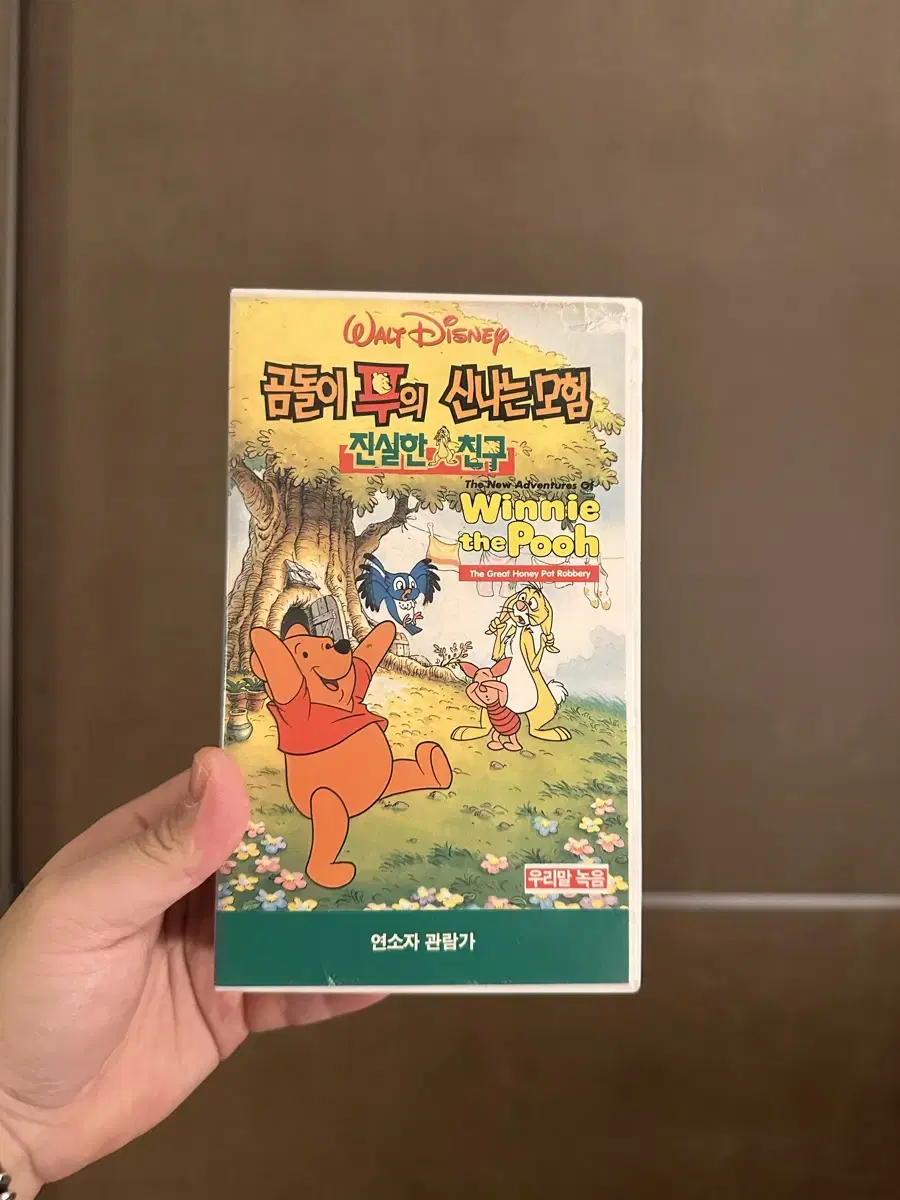 WALT DISNEY
곰돌이 푸의 신나는 모험
진실한 친구
The New Adventures Of
Winnie
the Pooh
The Great Honey Pot Robbery
우리말 녹음
연소자 관람가